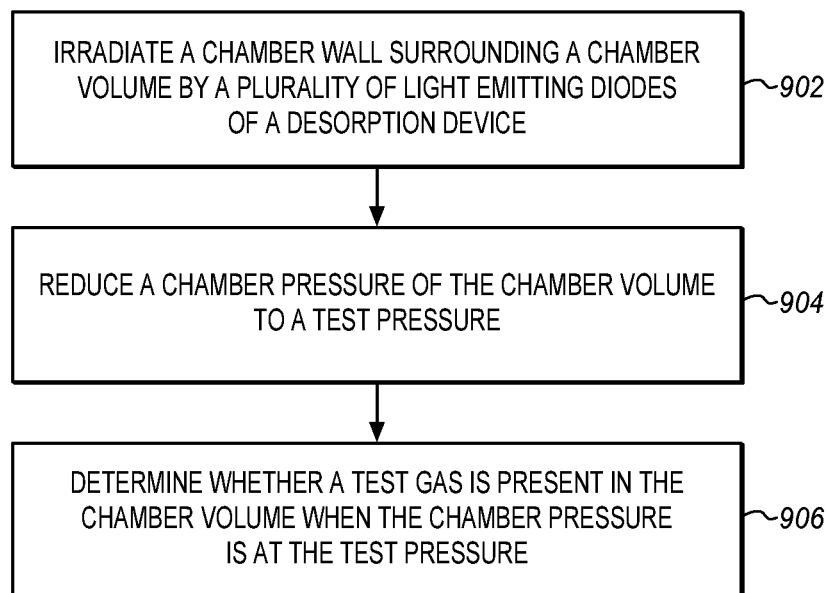 IRRADIATE A CHAMBER WALL SURROUNDING A CHAMBER
VOLUME BY A PLURALITY OF LIGHT EMITTING DIODES
OF A DESORPTION DEVICE
902
REDUCE A CHAMBER PRESSURE OF THE CHAMBER VOLUME
TO A TEST PRESSURE
904
DETERMINE WHETHER A TEST GAS IS PRESENT IN THE
CHAMBER VOLUME WHEN THE CHAMBER PRESSURE
IS AT THE TEST PRESSURE
906